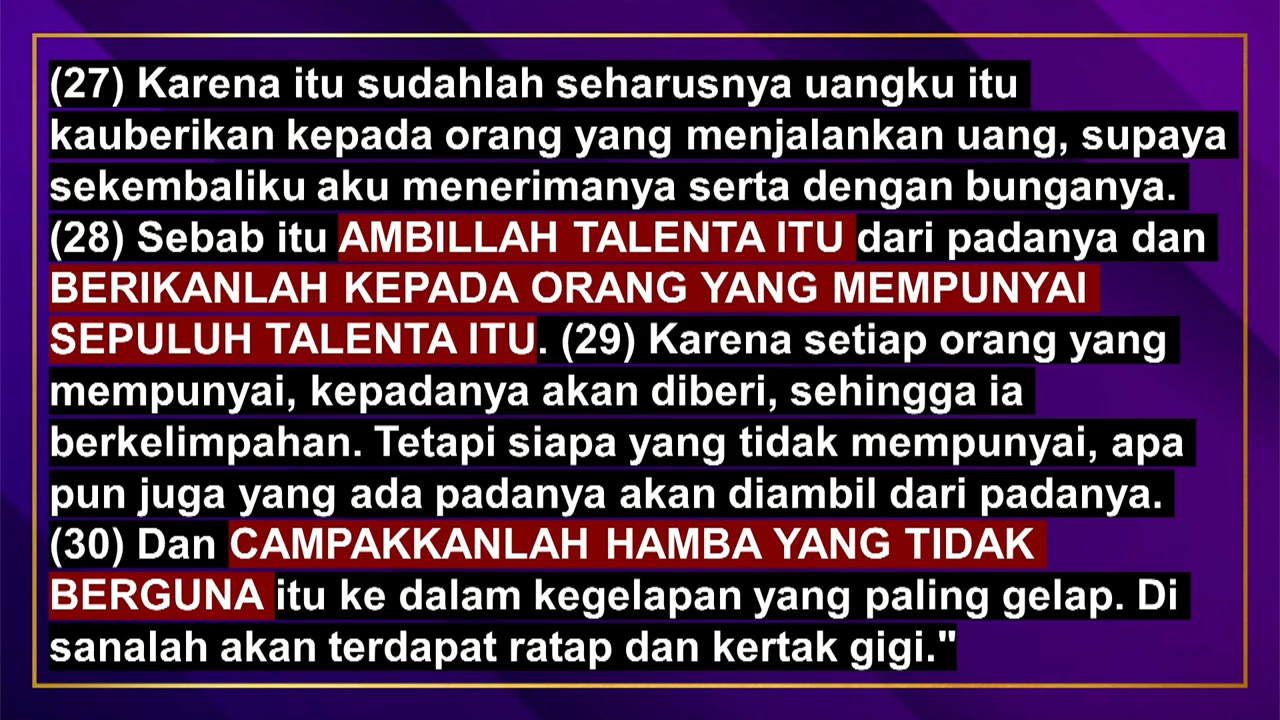 (27) Karena itu sudahlah seharusnya uangku itu
kauberikan kepada orang yang menjalankan uang, supaya
sekembaliku aku menerimanya serta dengan bunganya.
(28) Sebab itu AMBILLAH TALENTA ITU dari padanya dan
BERIKANLAH KEPADA ORANG YANG MEMPUNYAI
SEPULUH TALENTA ITU. (29) Karena setiap orang yang
mempunyai, kepadanya akan diberi, sehingga ia
berkelimpahan. Tetapi siapa yang tidak mempunyai, apa
pun juga yang ada padanya akan diambil dari padanya.
(30) Dan CAMPAKKANLAH HAMBA YANG TIDAK
BERGUNA itu ke dalam kegelapan yang paling gelap. Di
sanalah akan terdapat ratap dan kertak gigi."